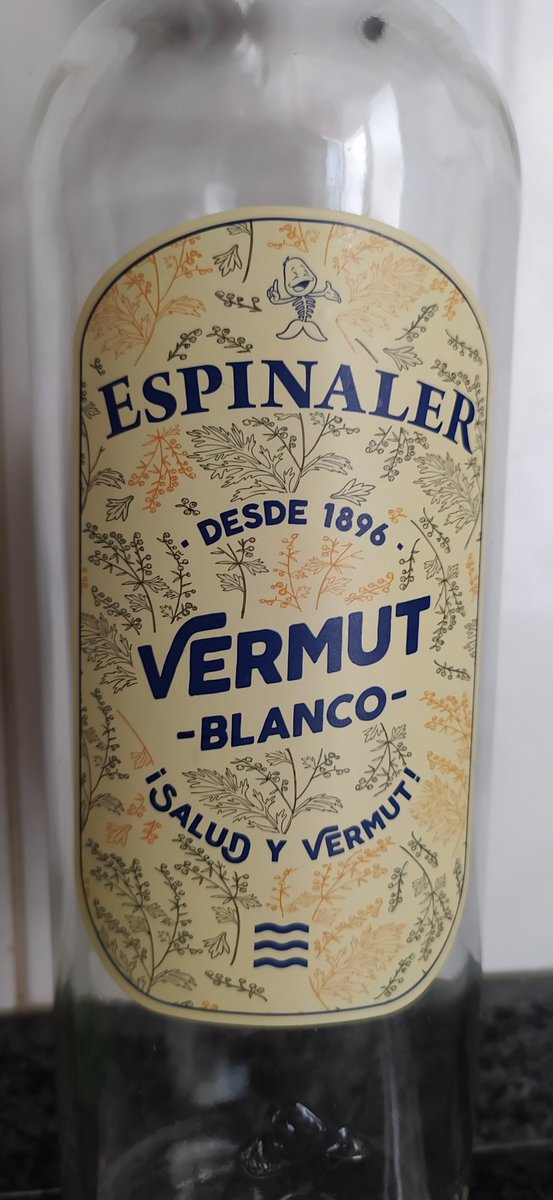 ESPINALER
· DESDE 1896 ·
VERMUT
-BLANCO-
¡SALUD Y VERMUT!